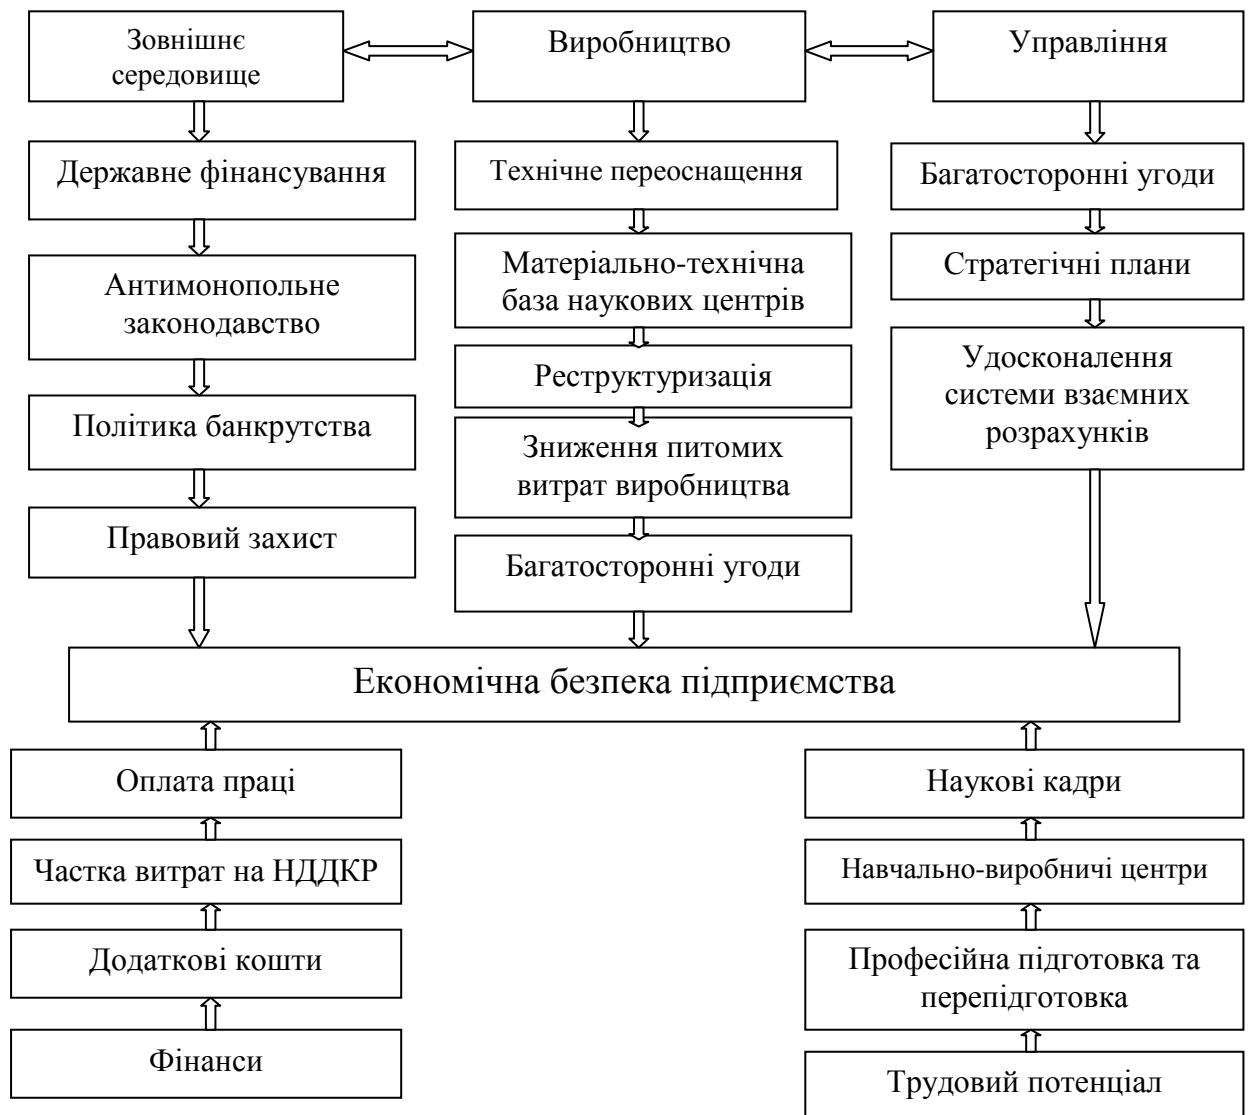 Зовнішнє
середовище
Виробництво
Управління
Державне фінансування
Антимонопольне
законодавство
Політика банкрутства
Правовий захист
Технічне переоснащення
Матеріально-технічна
база наукових центрів
Реструктуризація
Зниження питомих
витрат виробництва
Багатосторонні угоди
Багатосторонні угоди
Стратегічні плани
Удосконалення
системи взаємних
розрахунків
Економічна безпека підприємства
Оплата праці
Частка витрат на НДДКР
Додаткові кошти
Фінанси
Наукові кадри
Навчально-виробничі центри
Професійна підготовка та
перепідготовка
Трудовий потенціал